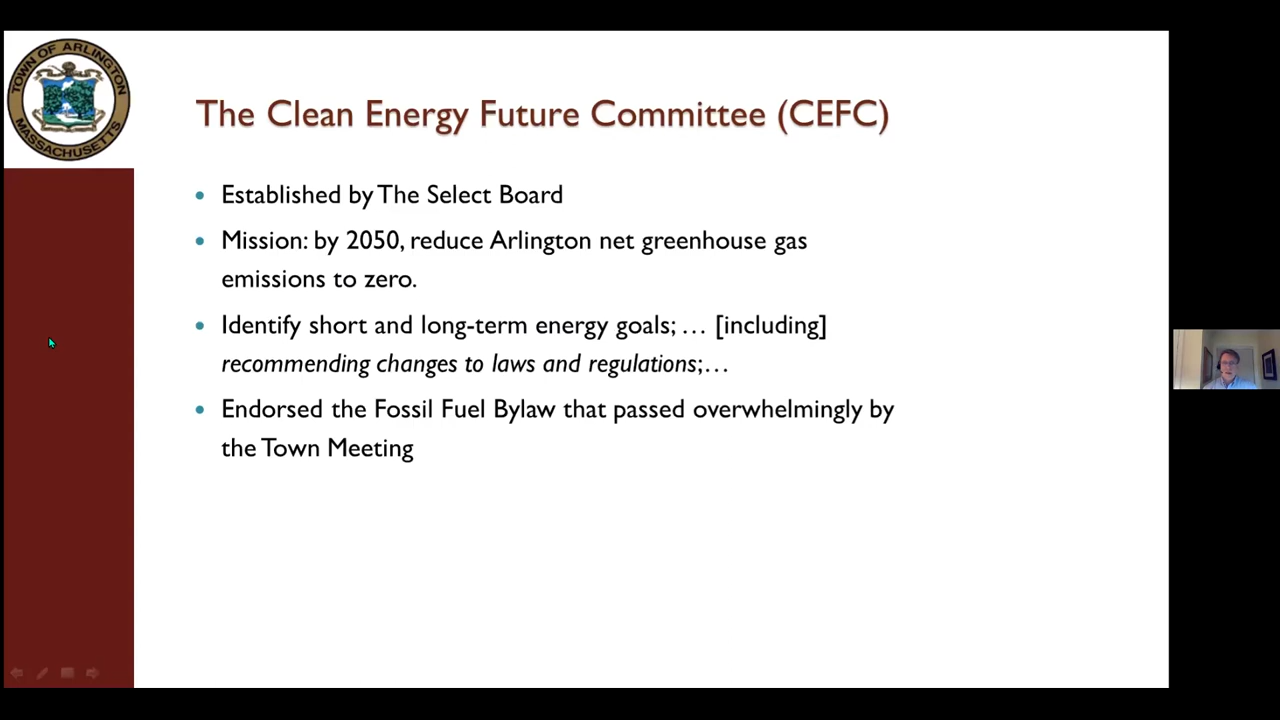 TOWN OF ARLINGTON
MASSACHUSETTS
The Clean Energy Future Committee (CEFC)
• Established by The Select Board
• Mission: by 2050, reduce Arlington net greenhouse gas
emissions to zero.
• Identify short and long-term energy goals; … [including]
recommending changes to laws and regulations;…
• Endorsed the Fossil Fuel Bylaw that passed overwhelmingly by
the Town Meeting